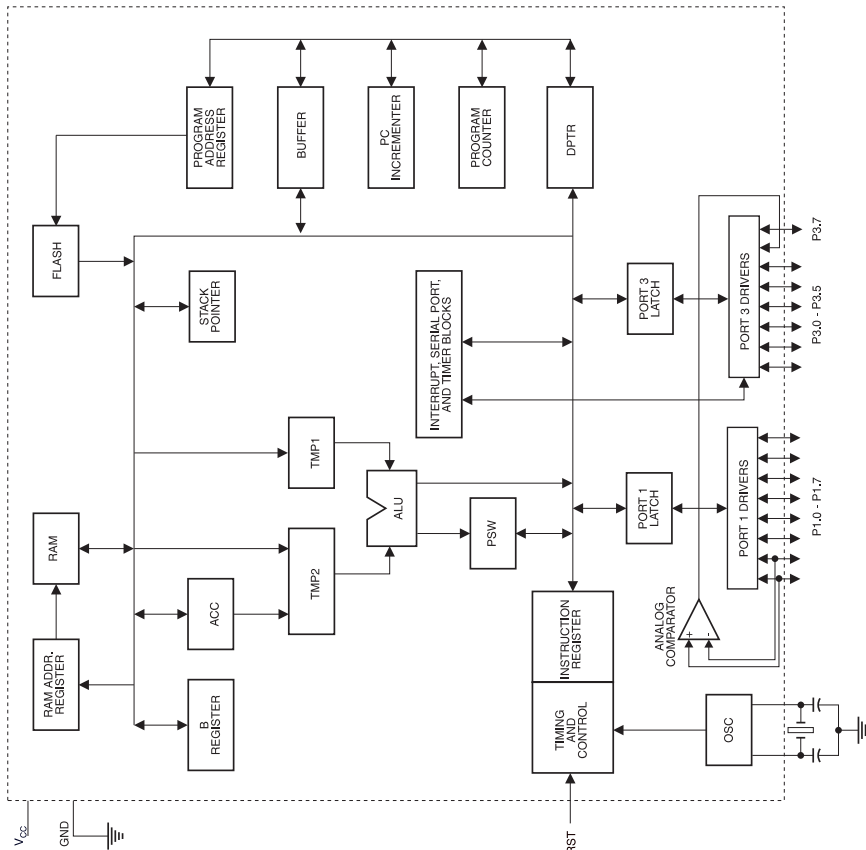 V_CC
GND
RAM ADDR.
REGISTER
RAM
FLASH
B
REGISTER
ACC
STACK
POINTER
PROGRAM
ADDRESS
REGISTER
TMP2
TMP1
BUFFER
ALU
PC
INCREMENTER
INTERRUPT, SERIAL PORT,
AND TIMER BLOCKS
PSW
PROGRAM
COUNTER
TIMING
AND
CONTROL
INSTRUCTION
REGISTER
DPTR
RST
PORT 1
LATCH
PORT 3
LATCH
ANALOG
COMPARATOR
+
-
OSC
PORT 1 DRIVERS
PORT 3 DRIVERS
P1.0 - P1.7
P3.0 - P3.5
P3.7